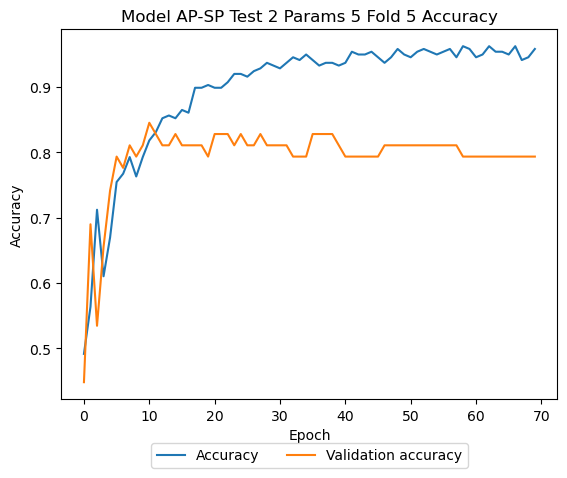 Model AP-SP Test 2 Params 5 Fold 5 Accuracy
0.9
0.8
0.7
0.6
0.5
Accuracy
0 10 20 30 40 50 60 70
Epoch
Accuracy Validation accuracy